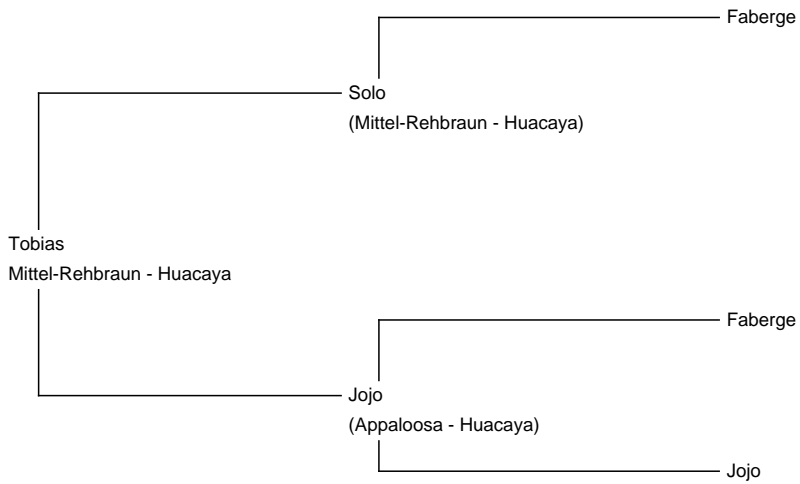 Faberge
Solo
(Mittel-Rehbraun - Huacaya)
Tobias
Mittel-Rehbraun - Huacaya
Faberge
Jojo
(Appaloosa - Huacaya)
Jojo